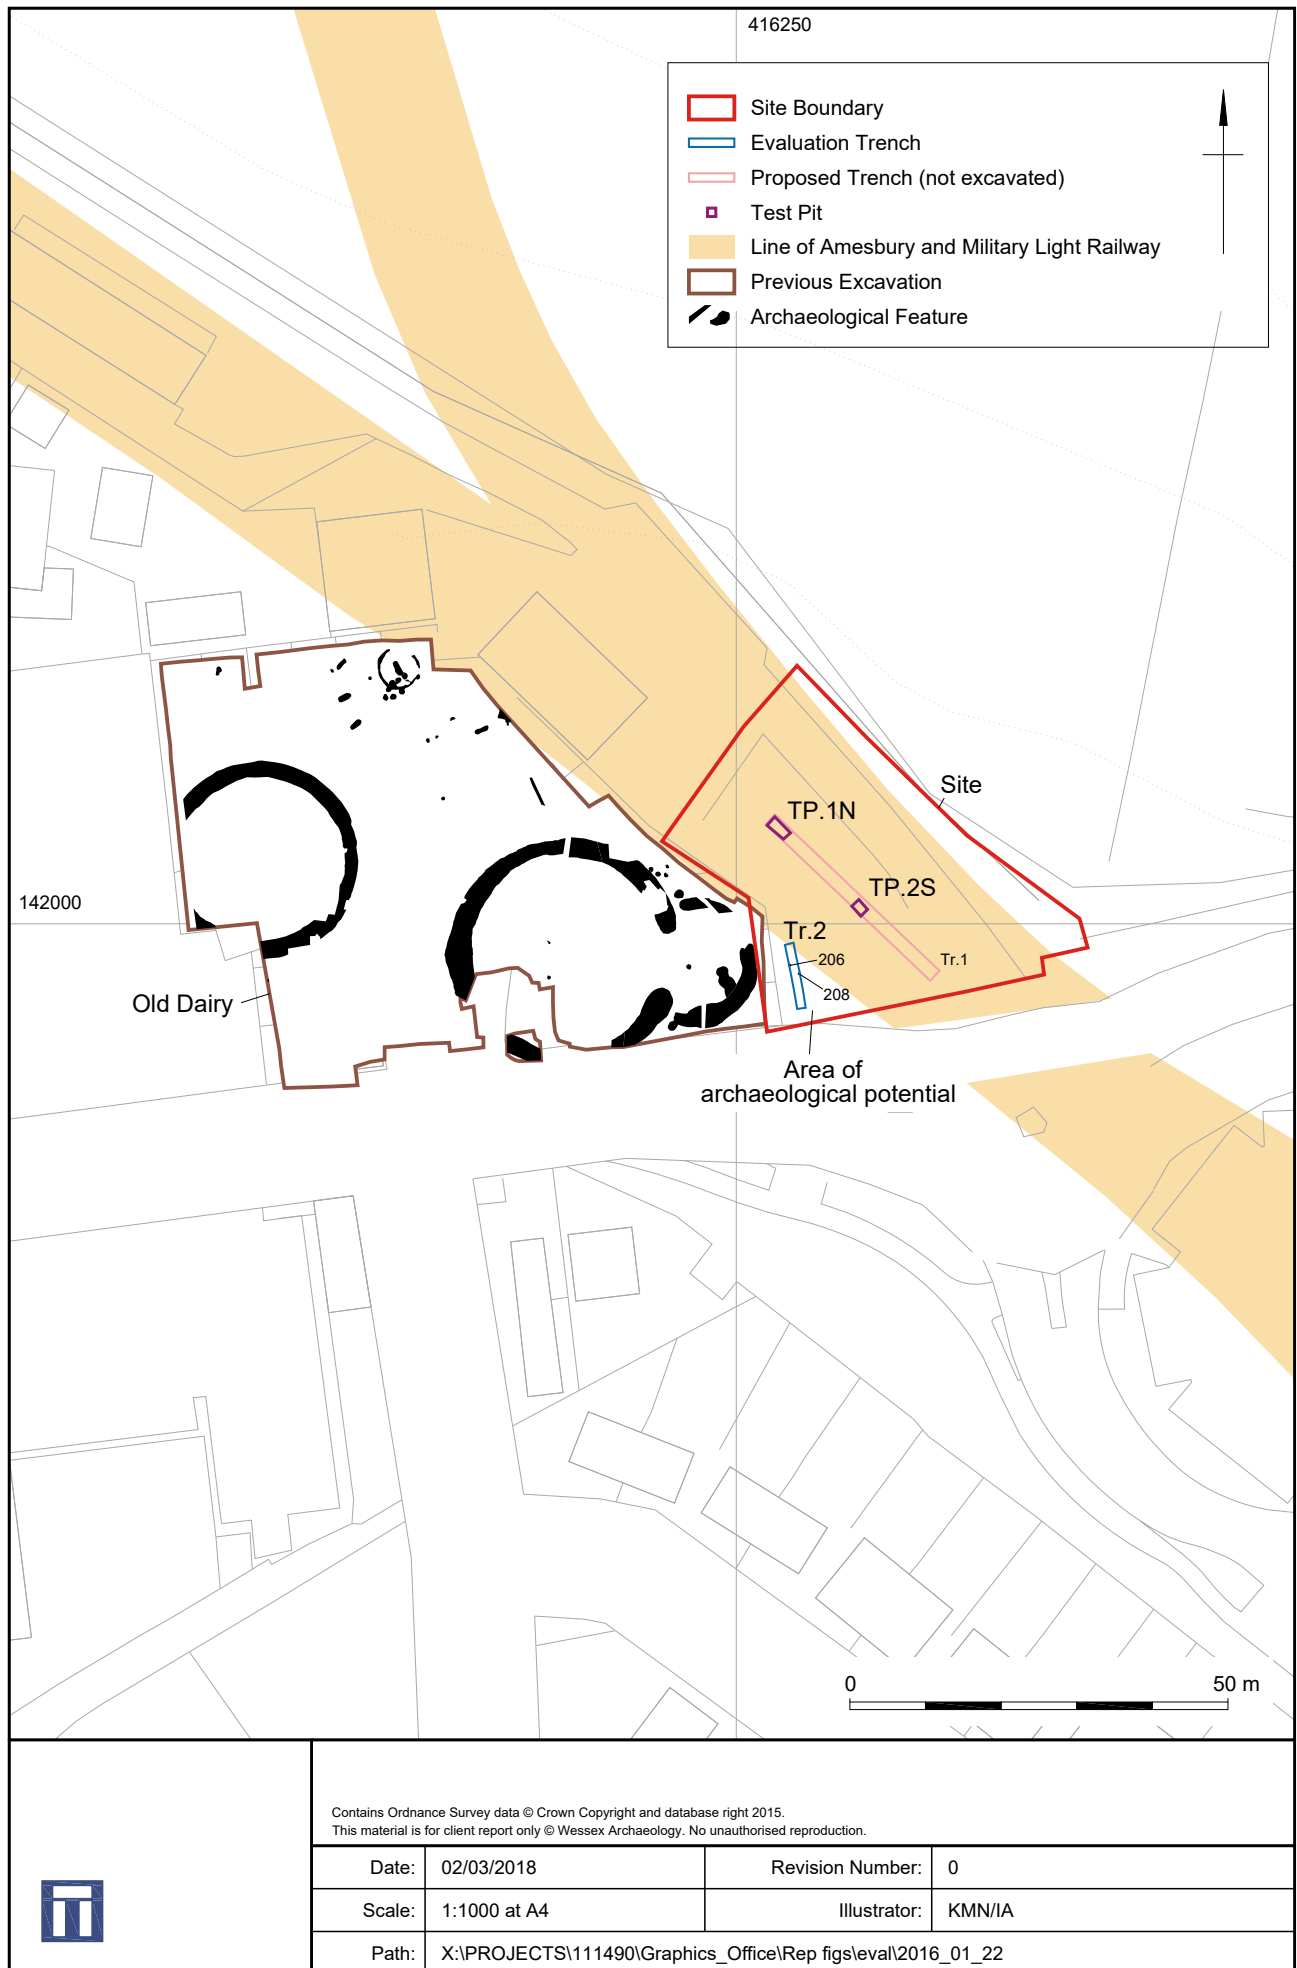 416250
Site Boundary
Evaluation Trench
Proposed Trench (not excavated)
Test Pit
Line of Amesbury and Military Light Railway
Previous Excavation
Archaeological Feature
Site
TP.1N
TP.2S
142000
Tr.2
206
Tr.1
208
Old Dairy
Area of
archaeological potential
0 50 m
Contains Ordnance Survey data © Crown Copyright and database right 2015.
This material is for client report only © Wessex Archaeology. No unauthorised reproduction.
Date: 02/03/2018 Revision Number: 0
Scale: 1:1000 at A4 Illustrator: KMN/IA
Path: X:\PROJECTS\111490\Graphics_Office\Rep figs\eval\2016_01_22